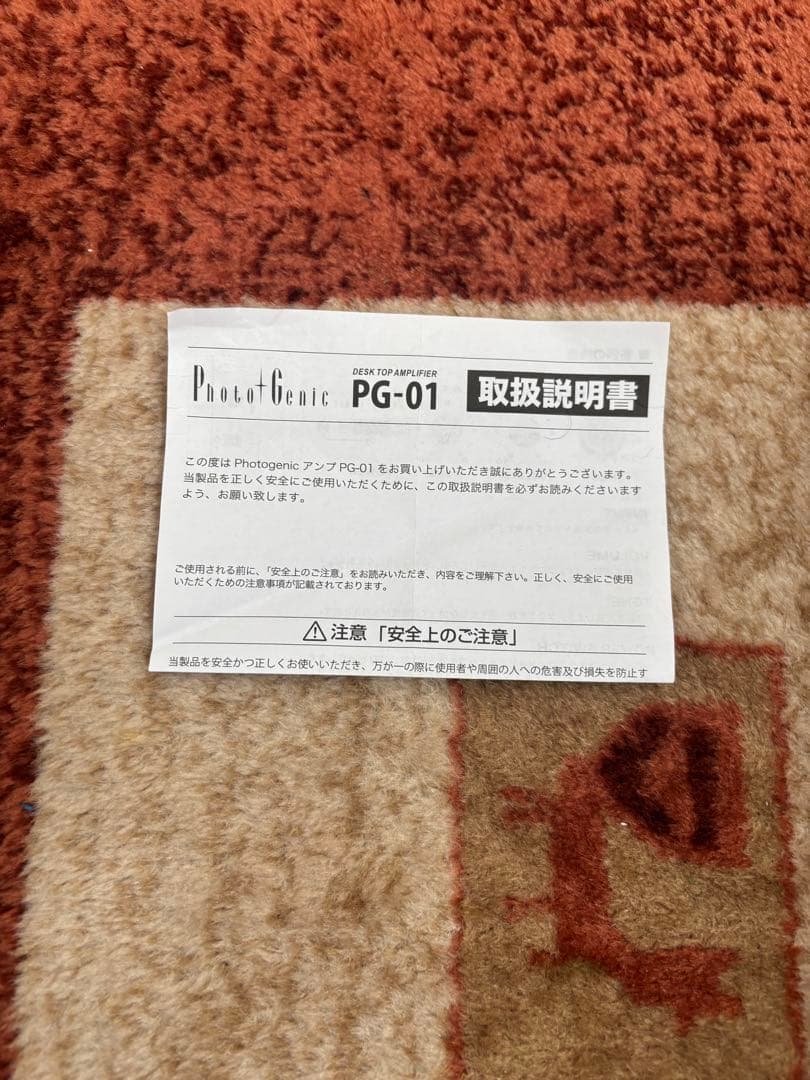 Photo Genic DESK TOP AMPLIFIER PG-01 取扱説明書
この度は Photogenic アンプ PG-01 をお買い上げいただき誠にありがとうございます。
当製品を正しく安全にご使用いただくために、この取扱説明書を必ずお読みくださいます
よう、お願い致します。
ご使用される前に、「安全上のご注意」をお読みいただき、内容をご理解下さい。正しく、安全にご使用
いただくための注意事項が記載されております。
注意「安全上のご注意」
当製品を安全かつ正しくお使いいただき、万が一の際に使用者や周囲の人への危害及び損失を防止す